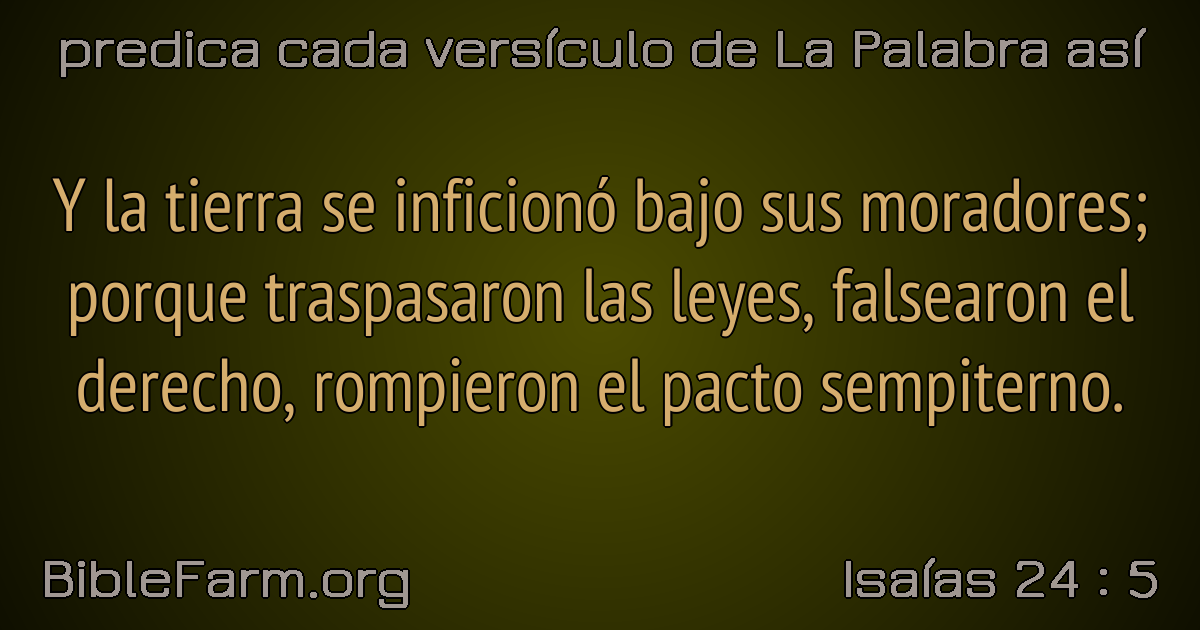 predica cada versículo de La Palabra así
Y la tierra se inficionó bajo sus moradores;
porque traspasaron las leyes, falsearon el
derecho, rompieron el pacto sempiterno.
BibleFarm.org
Isaías 24 : 5